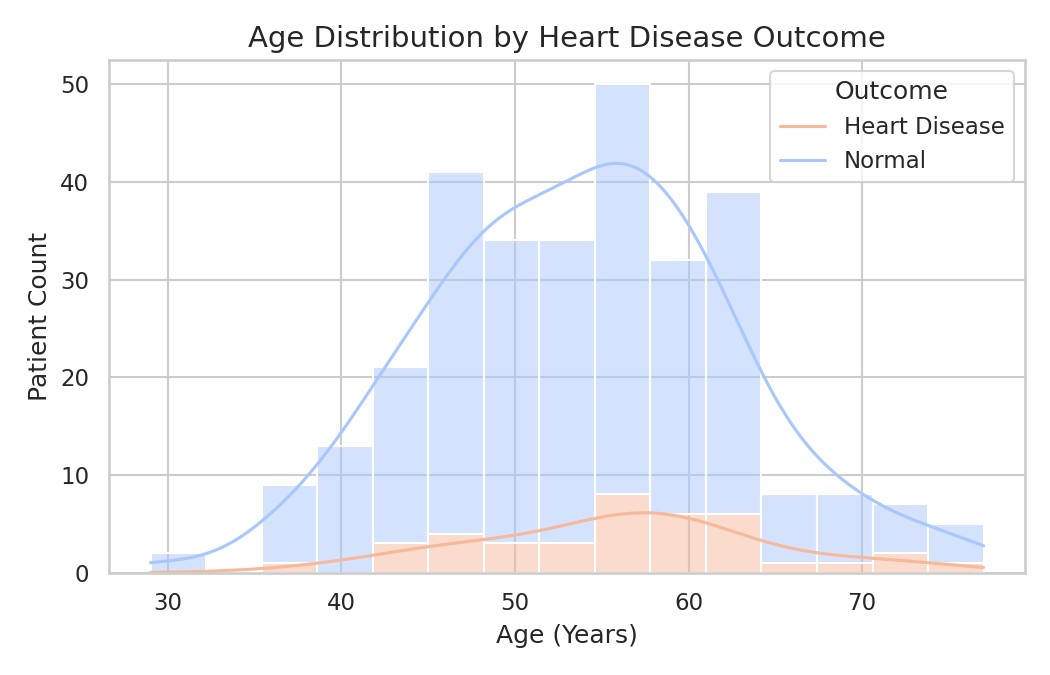 Age Distribution by Heart Disease Outcome
Outcome
Heart Disease
Normal
Patient Count
50
40
30
20
10
0
30 40 50 60 70
Age (Years)